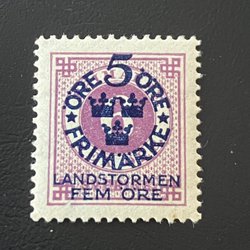 ÖRE 5 ÖRE
FRIMÄRKE
LANDSTORMEN
FEM ÖRE